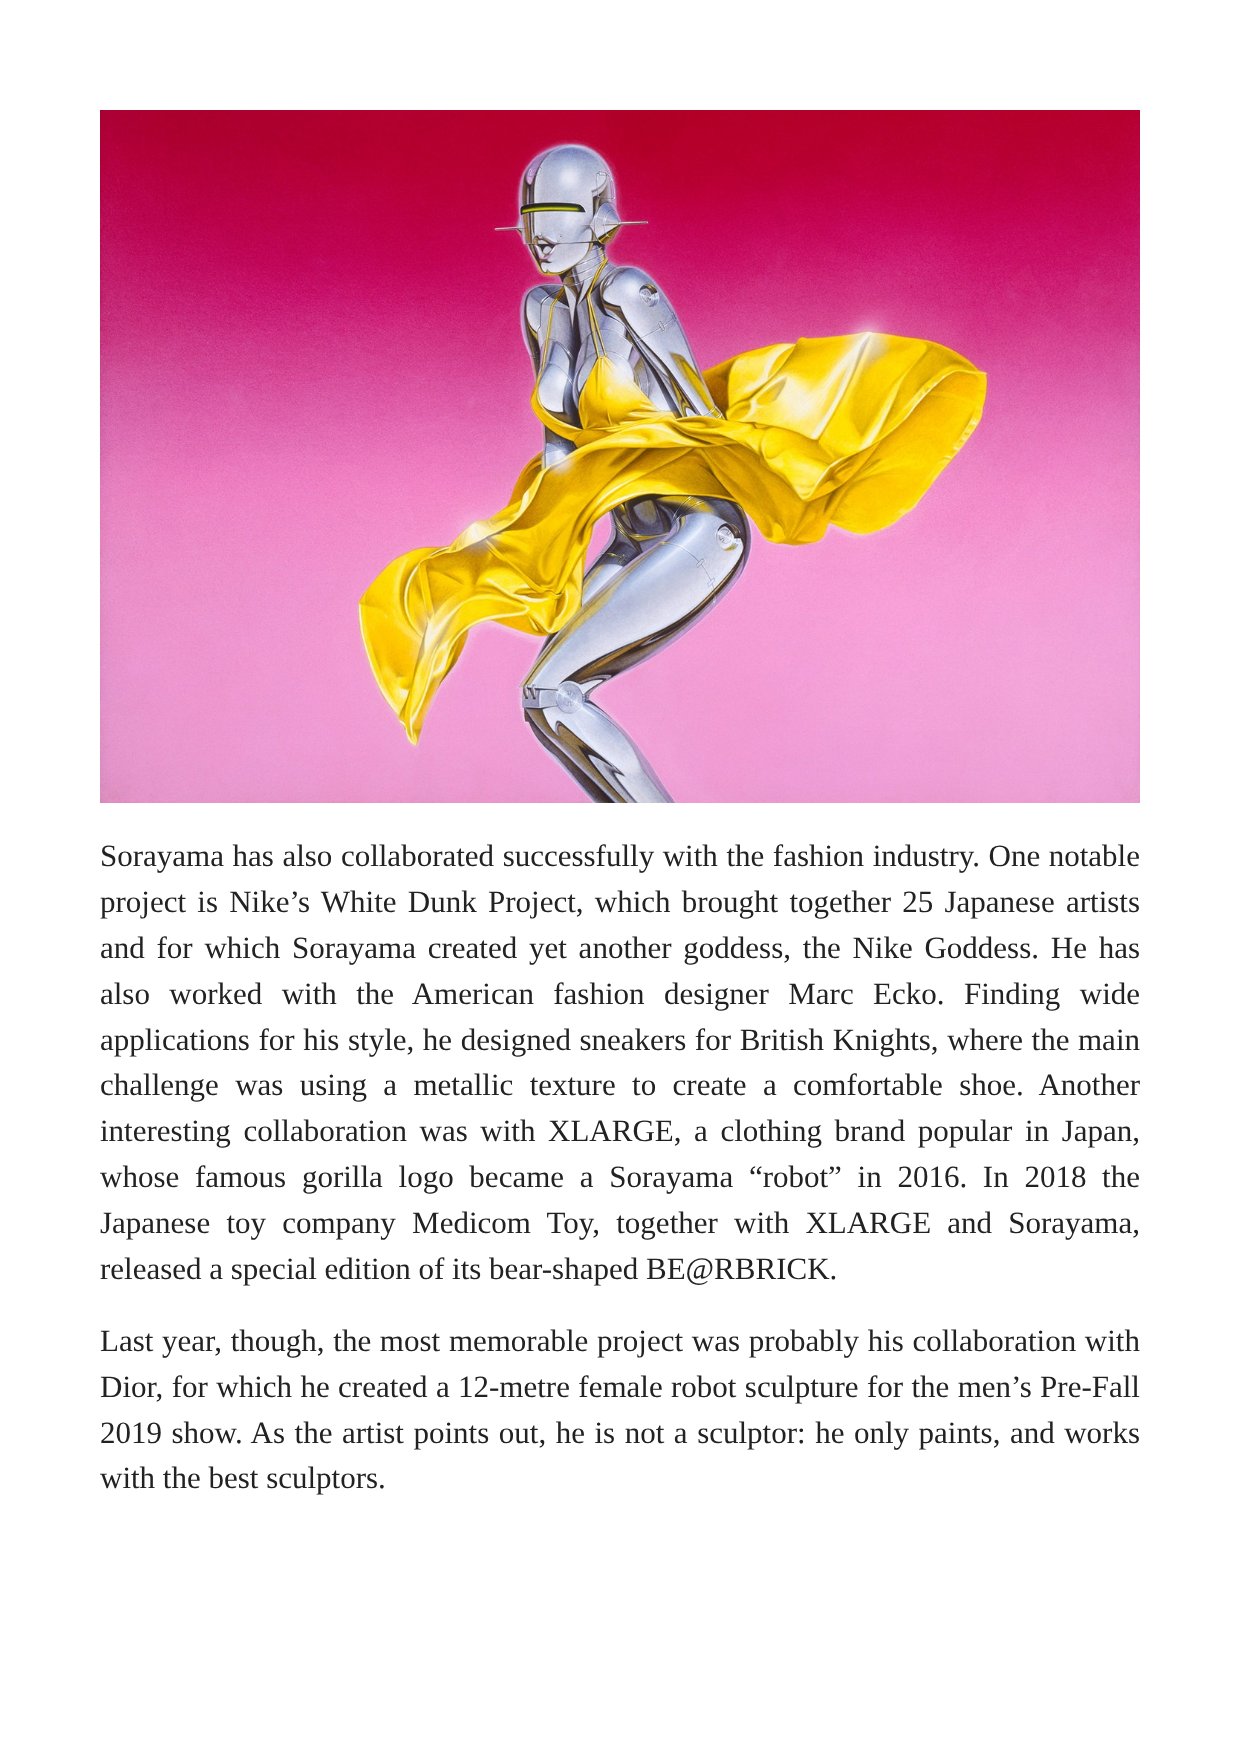 Sorayama has also collaborated successfully with the fashion industry. One notable
project is Nike’s White Dunk Project, which brought together 25 Japanese artists
and for which Sorayama created yet another goddess, the Nike Goddess. He has
also worked with the American fashion designer Marc Ecko. Finding wide
applications for his style, he designed sneakers for British Knights, where the main
challenge was using a metallic texture to create a comfortable shoe. Another
interesting collaboration was with XLARGE, a clothing brand popular in Japan,
whose famous gorilla logo became a Sorayama “robot” in 2016. In 2018 the
Japanese toy company Medicom Toy, together with XLARGE and Sorayama,
released a special edition of its bear-shaped BE@RBRICK.
Last year, though, the most memorable project was probably his collaboration with
Dior, for which he created a 12-metre female robot sculpture for the men’s Pre-Fall
2019 show. As the artist points out, he is not a sculptor: he only paints, and works
with the best sculptors.